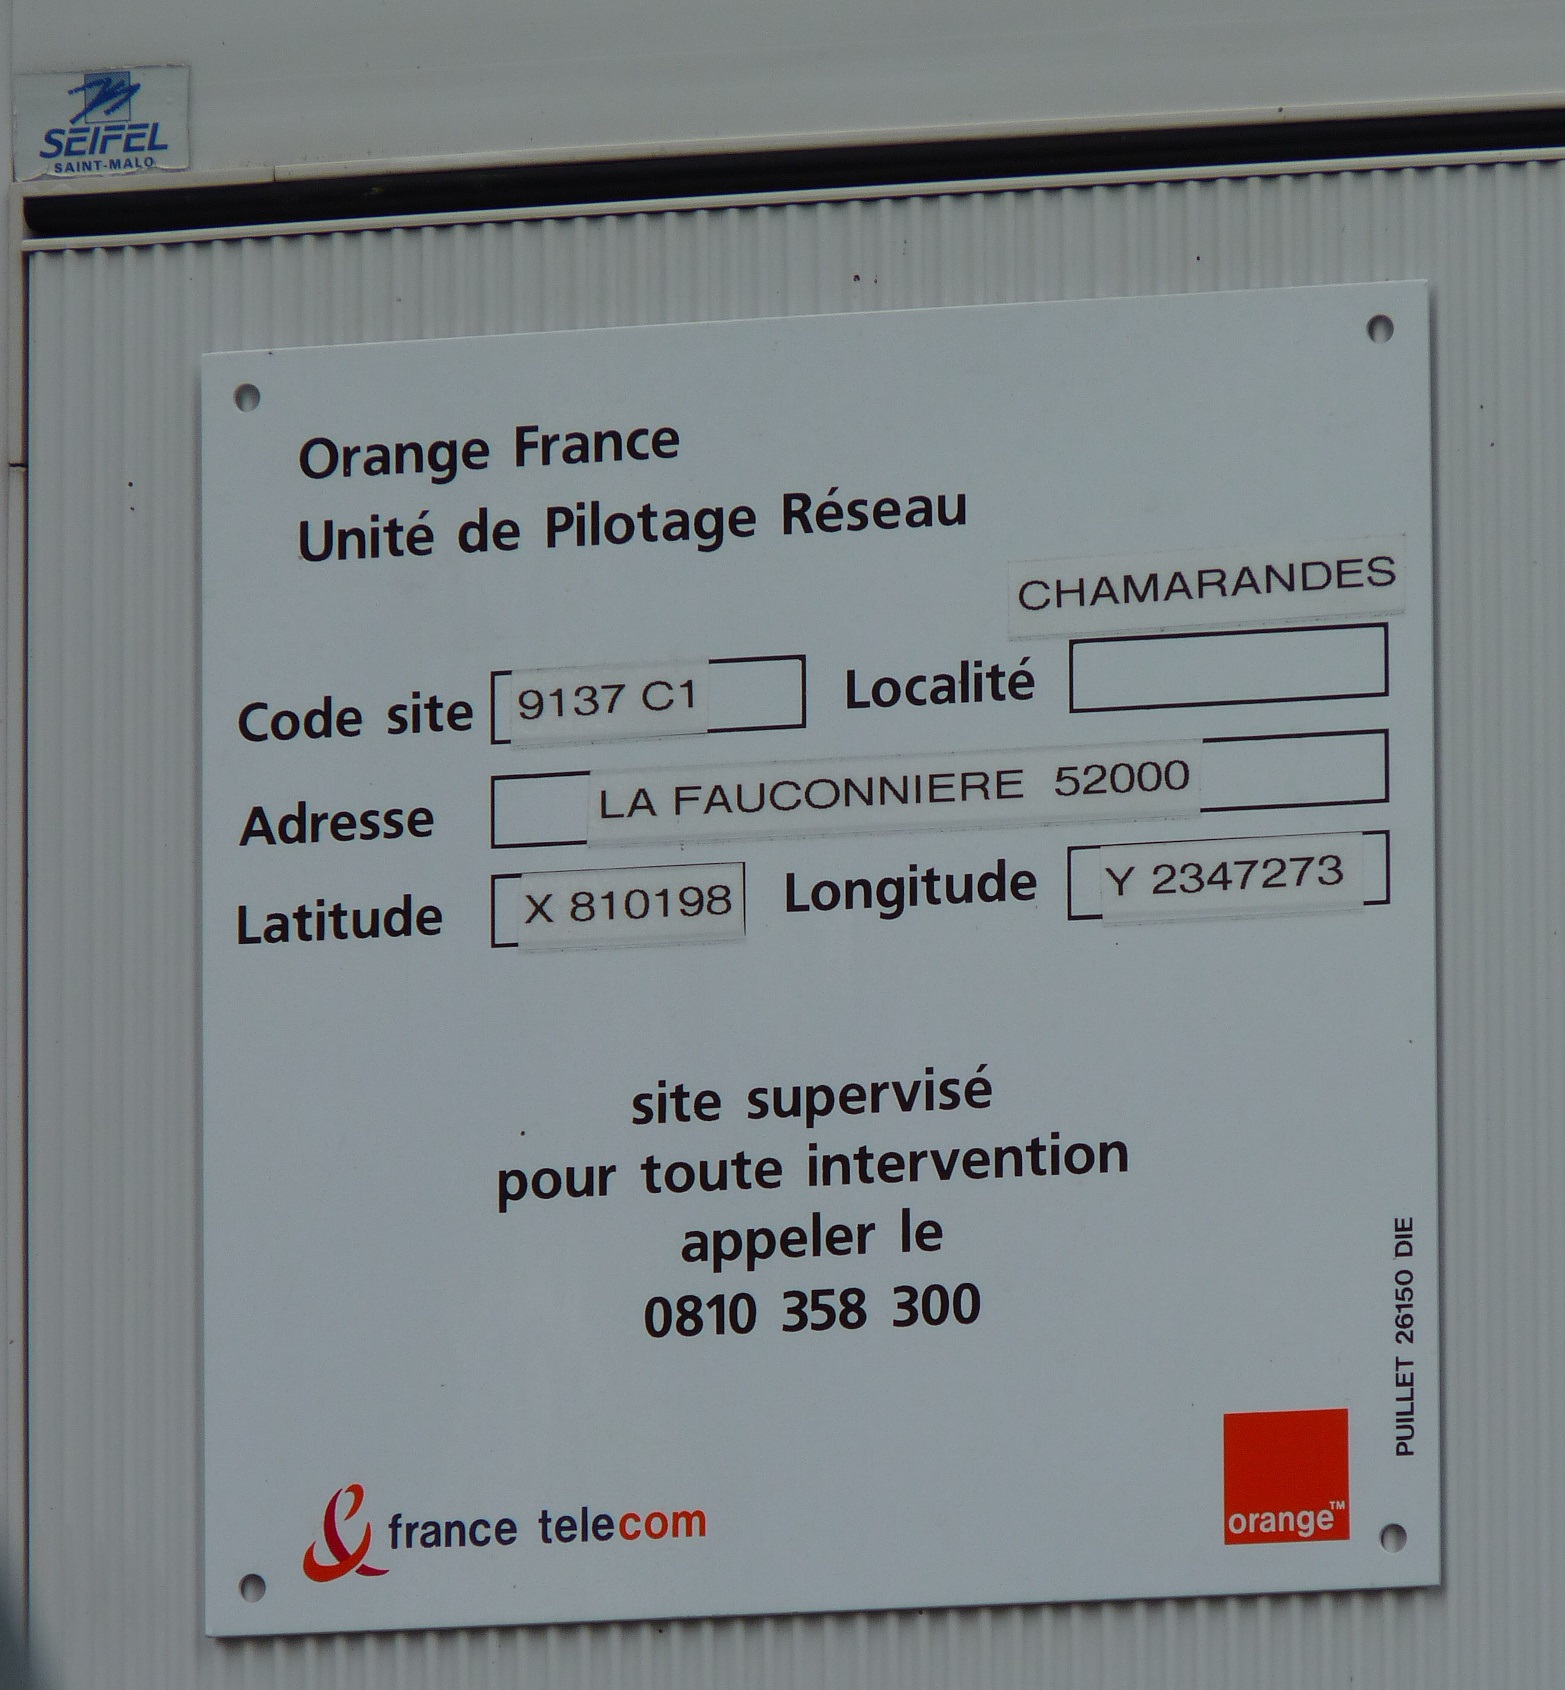 SEIFEL
SAINT-MALO
Orange France
Unité de Pilotage Réseau
CHAMARANDES
Code site 9137 C1 Localité
Adresse LA FAUCONNIERE 52000
Latitude X 810198 Longitude Y 2347273
site supervisé
pour toute intervention
appeler le
0810 358 300
PUILLET 26150 DIE
france telecom
orange™